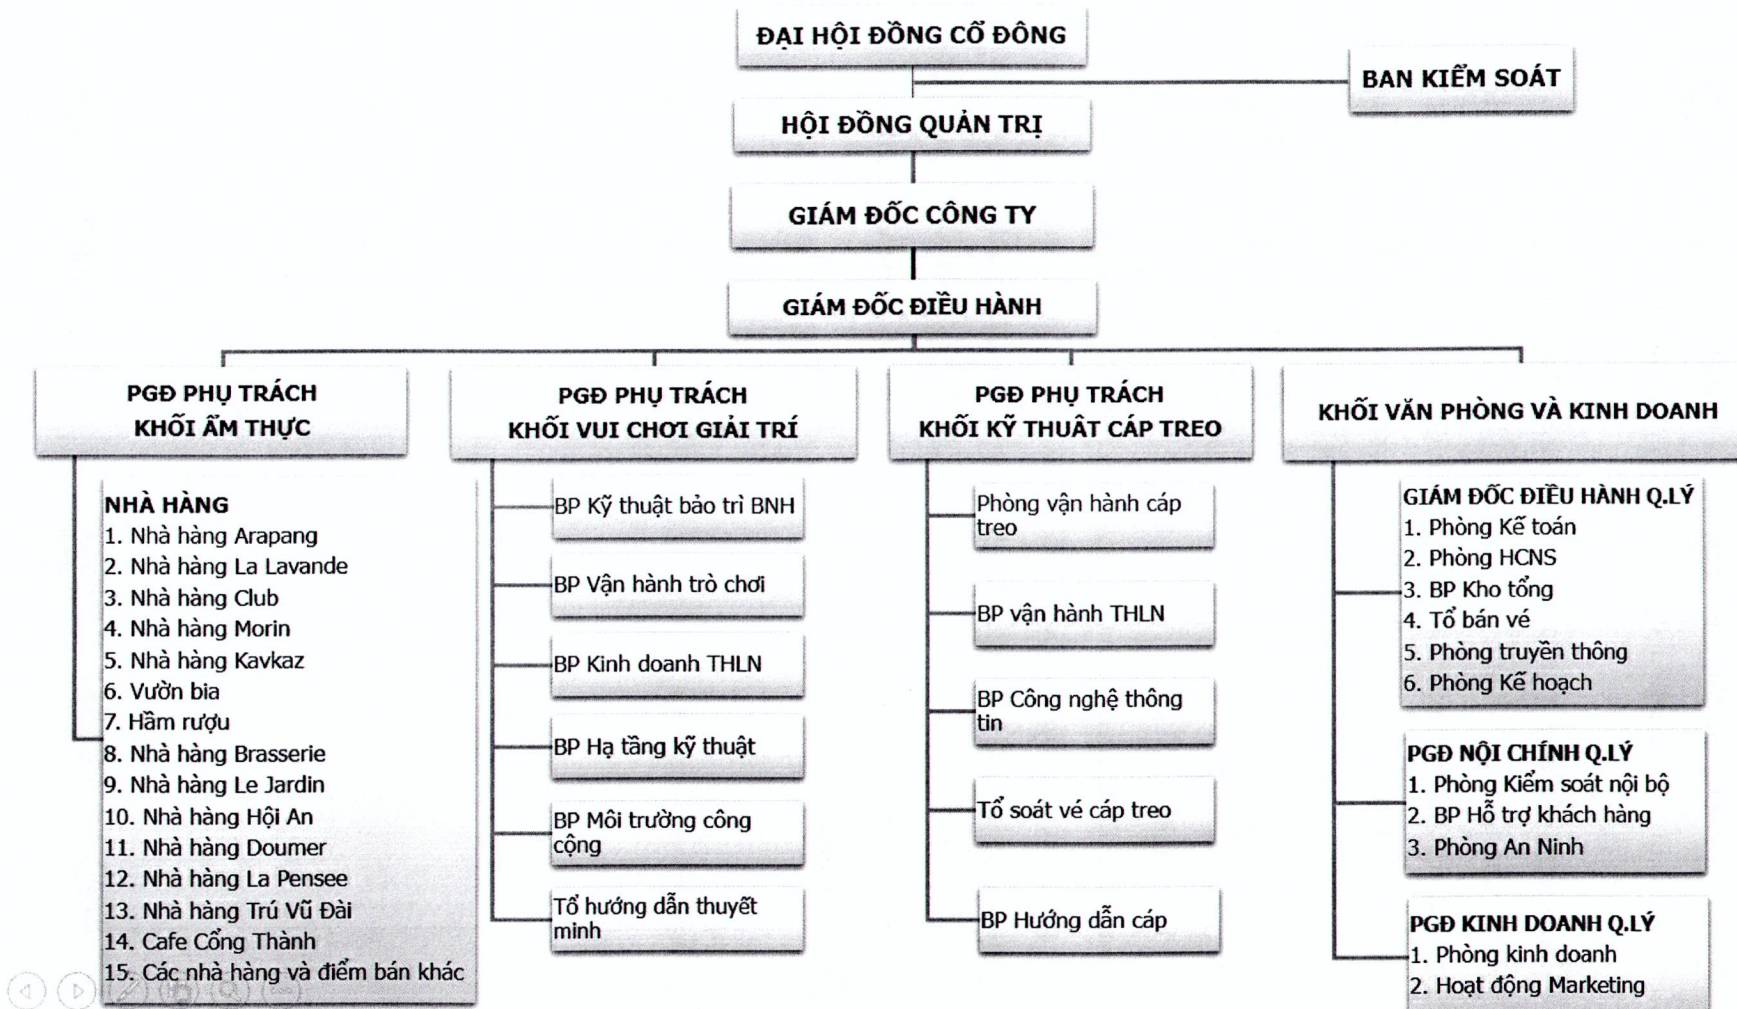 ĐẠI HỘI ĐỒNG CỔ ĐÔNG
BAN KIỂM SOÁT
HỘI ĐỒNG QUẢN TRỊ
GIÁM ĐỐC CÔNG TY
GIÁM ĐỐC ĐIỀU HÀNH
PGĐ PHỤ TRÁCH
KHỐI ẨM THỰC
NHÀ HÀNG
1. Nhà hàng Arapang
2. Nhà hàng La Lavande
3. Nhà hàng Club
4. Nhà hàng Morin
5. Nhà hàng Kavkaz
6. Vườn bia
7. Hầm rượu
8. Nhà hàng Brasserie
9. Nhà hàng Le Jardin
10. Nhà hàng Hội An
11. Nhà hàng Doumer
12. Nhà hàng La Pensee
13. Nhà hàng Trú Vũ Đài
14. Cafe Cổng Thành
15. Các nhà hàng và điểm bán khác
PGĐ PHỤ TRÁCH
KHỐI VUI CHƠI GIẢI TRÍ
BP Kỹ thuật bảo trì BNH
BP Vận hành trò chơi
BP Kinh doanh THLN
BP Hạ tầng kỹ thuật
BP Môi trường công
cộng
Tổ hướng dẫn thuyết
minh
PGĐ PHỤ TRÁCH
KHỐI KỸ THUÂT CÁP TREO
Phòng vận hành cáp
treo
BP vận hành THLN
BP Công nghệ thông
tin
Tổ soát vé cáp treo
BP Hướng dẫn cáp
KHỐI VĂN PHÒNG VÀ KINH DOANH
GIÁM ĐỐC ĐIỀU HÀNH Q.LÝ
1. Phòng Kế toán
2. Phòng HCNS
3. BP Kho tổng
4. Tổ bán vé
5. Phòng truyền thông
6. Phòng Kế hoạch
PGĐ NỘI CHÍNH Q.LÝ
1. Phòng Kiểm soát nội bộ
2. BP Hỗ trợ khách hàng
3. Phòng An Ninh
PGĐ KINH DOANH Q.LÝ
1. Phòng kinh doanh
2. Hoạt động Marketing